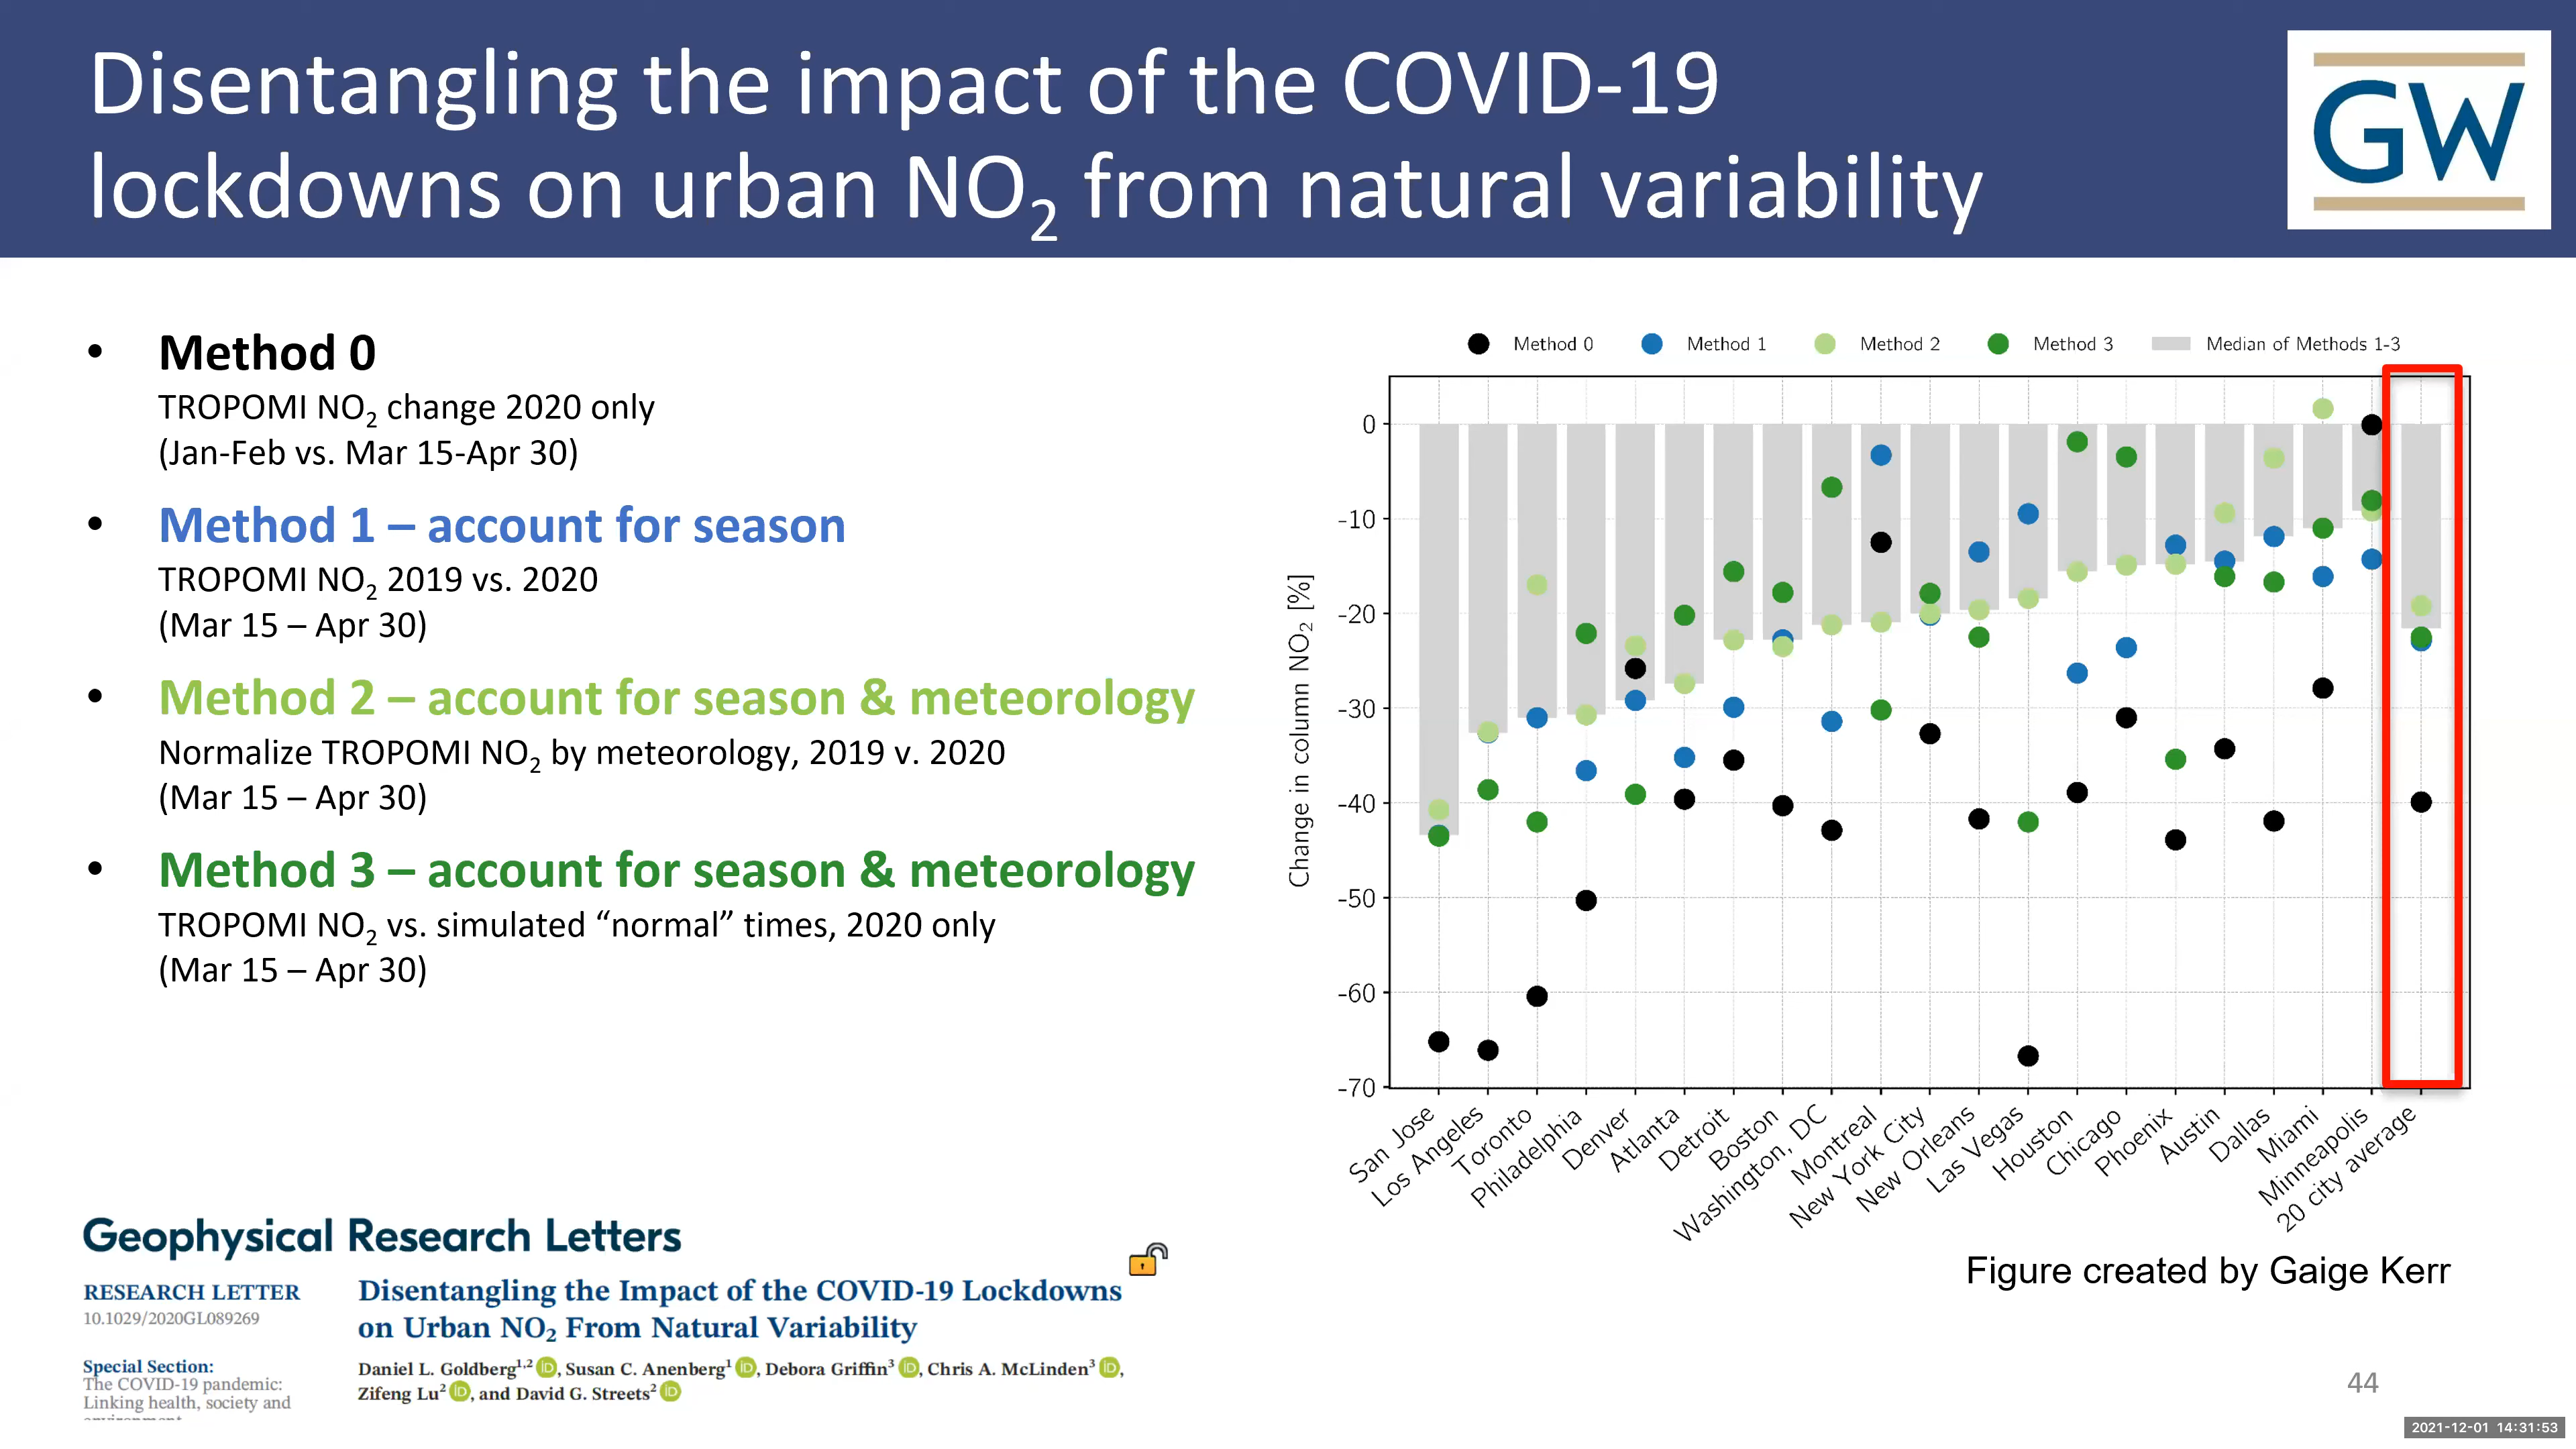 Disentangling the impact of the COVID-19
lockdowns on urban NO2 from natural variability
GW
• Method 0
TROPOMI NO2 change 2020 only
(Jan-Feb vs. Mar 15-Apr 30)
• Method 1 – account for season
TROPOMI NO2 2019 vs. 2020
(Mar 15 – Apr 30)
• Method 2 – account for season & meteorology
Normalize TROPOMI NO2 by meteorology, 2019 v. 2020
(Mar 15 – Apr 30)
• Method 3 – account for season & meteorology
TROPOMI NO2 vs. simulated “normal” times, 2020 only
(Mar 15 – Apr 30)
Method 0 Method 1 Method 2 Method 3 Median of Methods 1-3
Change in column NO2 [%]
0
-10
-20
-30
-40
-50
-60
-70
San Jose
Los Angeles
Toronto
Philadelphia
Denver
Atlanta
Detroit
Boston
Washington, DC
Montreal
New York City
New Orleans
Las Vegas
Houston
Chicago
Phoenix
Austin
Dallas
Miami
Minneapolis
20 city average
Figure created by Gaige Kerr
Geophysical Research Letters
RESEARCH LETTER
10.1029/2020GL089269
Special Section:
The COVID-19 pandemic:
Linking health, society and
Disentangling the Impact of the COVID-19 Lockdowns
on Urban NO2 From Natural Variability
Daniel L. Goldberg1,2 iD, Susan C. Anenberg1 iD, Debora Griffin3 iD, Chris A. McLinden3 iD,
Zifeng Lu2 iD, and David G. Streets2 iD
44
2021-12-01 14:31:53